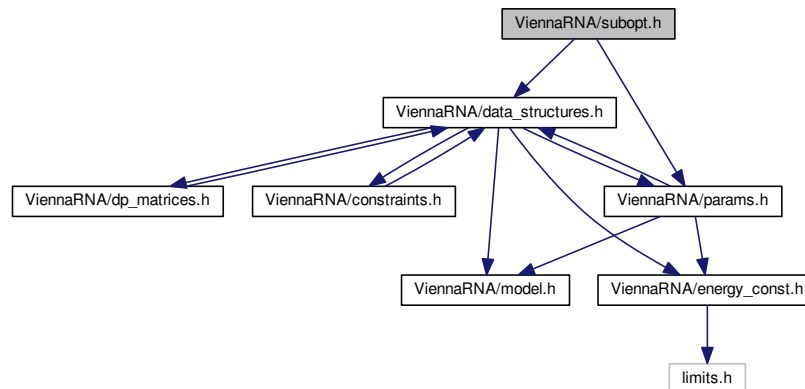 ViennaRNA/subopt.h
ViennaRNA/data_structures.h
ViennaRNA/dp_matrices.h
ViennaRNA/constraints.h
ViennaRNA/params.h
ViennaRNA/model.h
ViennaRNA/energy_const.h
limits.h